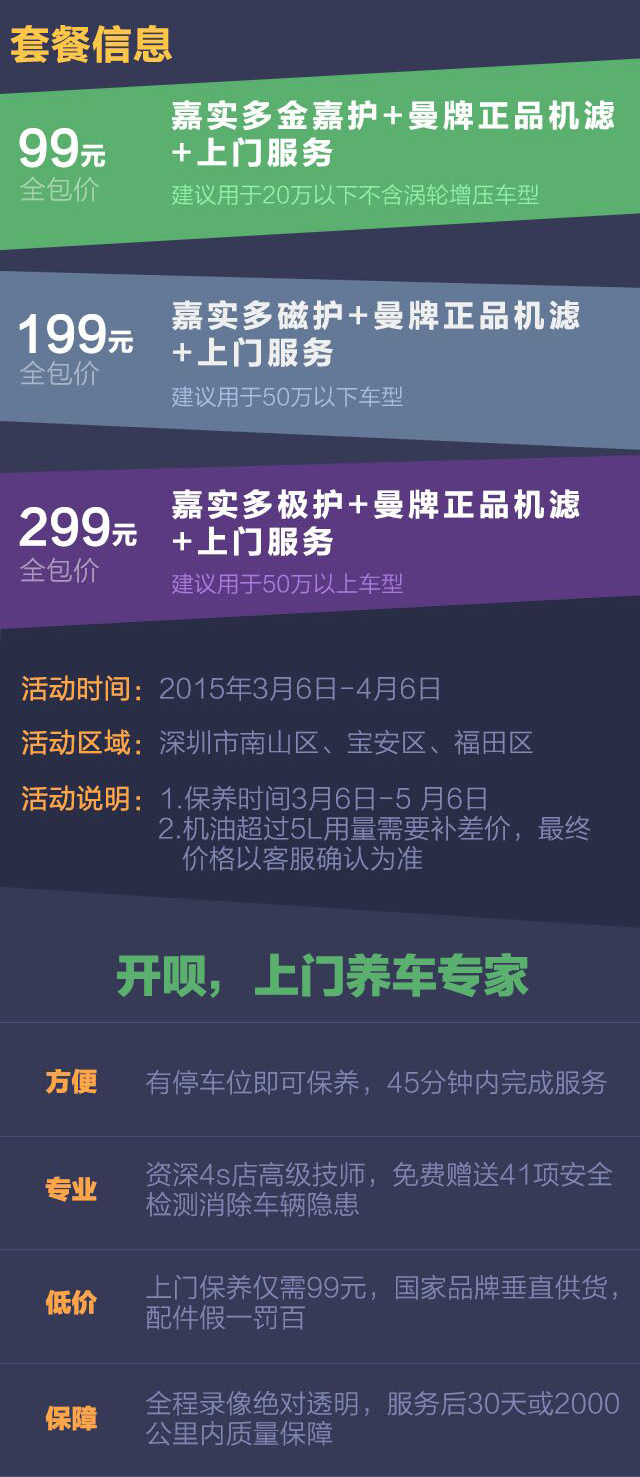 套餐信息
99元
全包价
嘉实多金嘉护+曼牌正品机滤
+上门服务
建议用于20万以下不含涡轮增压车型
199元
全包价
嘉实多磁护+曼牌正品机滤
+上门服务
建议用于50万以下车型
299元
全包价
嘉实多极护+曼牌正品机滤
+上门服务
建议用于50万以上车型
活动时间：2015年3月6日-4月6日
活动区域：深圳市南山区、宝安区、福田区
活动说明：1.保养时间3月6日-5 月6日
2.机油超过5L用量需要补差价，最终
价格以客服确认为准
开呗，上门养车专家
方便 有停车位即可保养，45分钟内完成服务
专业 资深4s店高级技师，免费赠送41项安全
检测消除车辆隐患
低价 上门保养仅需99元，国家品牌垂直供货，
配件假一罚百
保障 全程录像绝对透明，服务后30天或2000
公里内质量保障